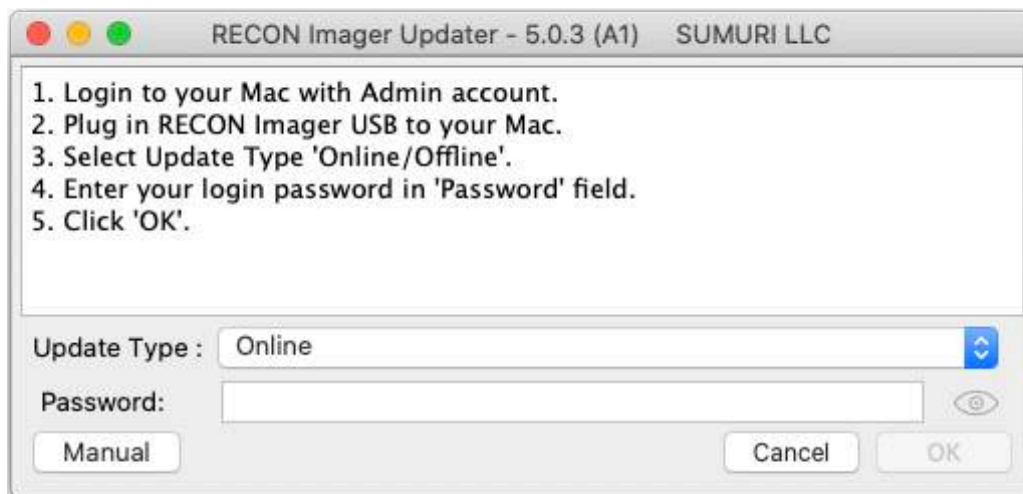 RECON Imager Updater - 5.0.3 (A1) SUMURI LLC
1. Login to your Mac with Admin account.
2. Plug in RECON Imager USB to your Mac.
3. Select Update Type 'Online/Offline'.
4. Enter your login password in 'Password' field.
5. Click 'OK'.
Update Type : Online
Password:
Manual Cancel OK